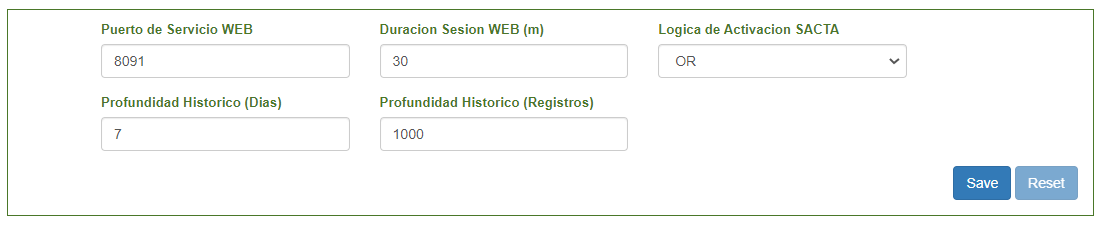 Puerto de Servicio WEB
Duracion Sesion WEB (m)
Logica de Activacion SACTA
8091
30
OR
Profundidad Historico (Dias)
Profundidad Historico (Registros)
7
1000
Save
Reset